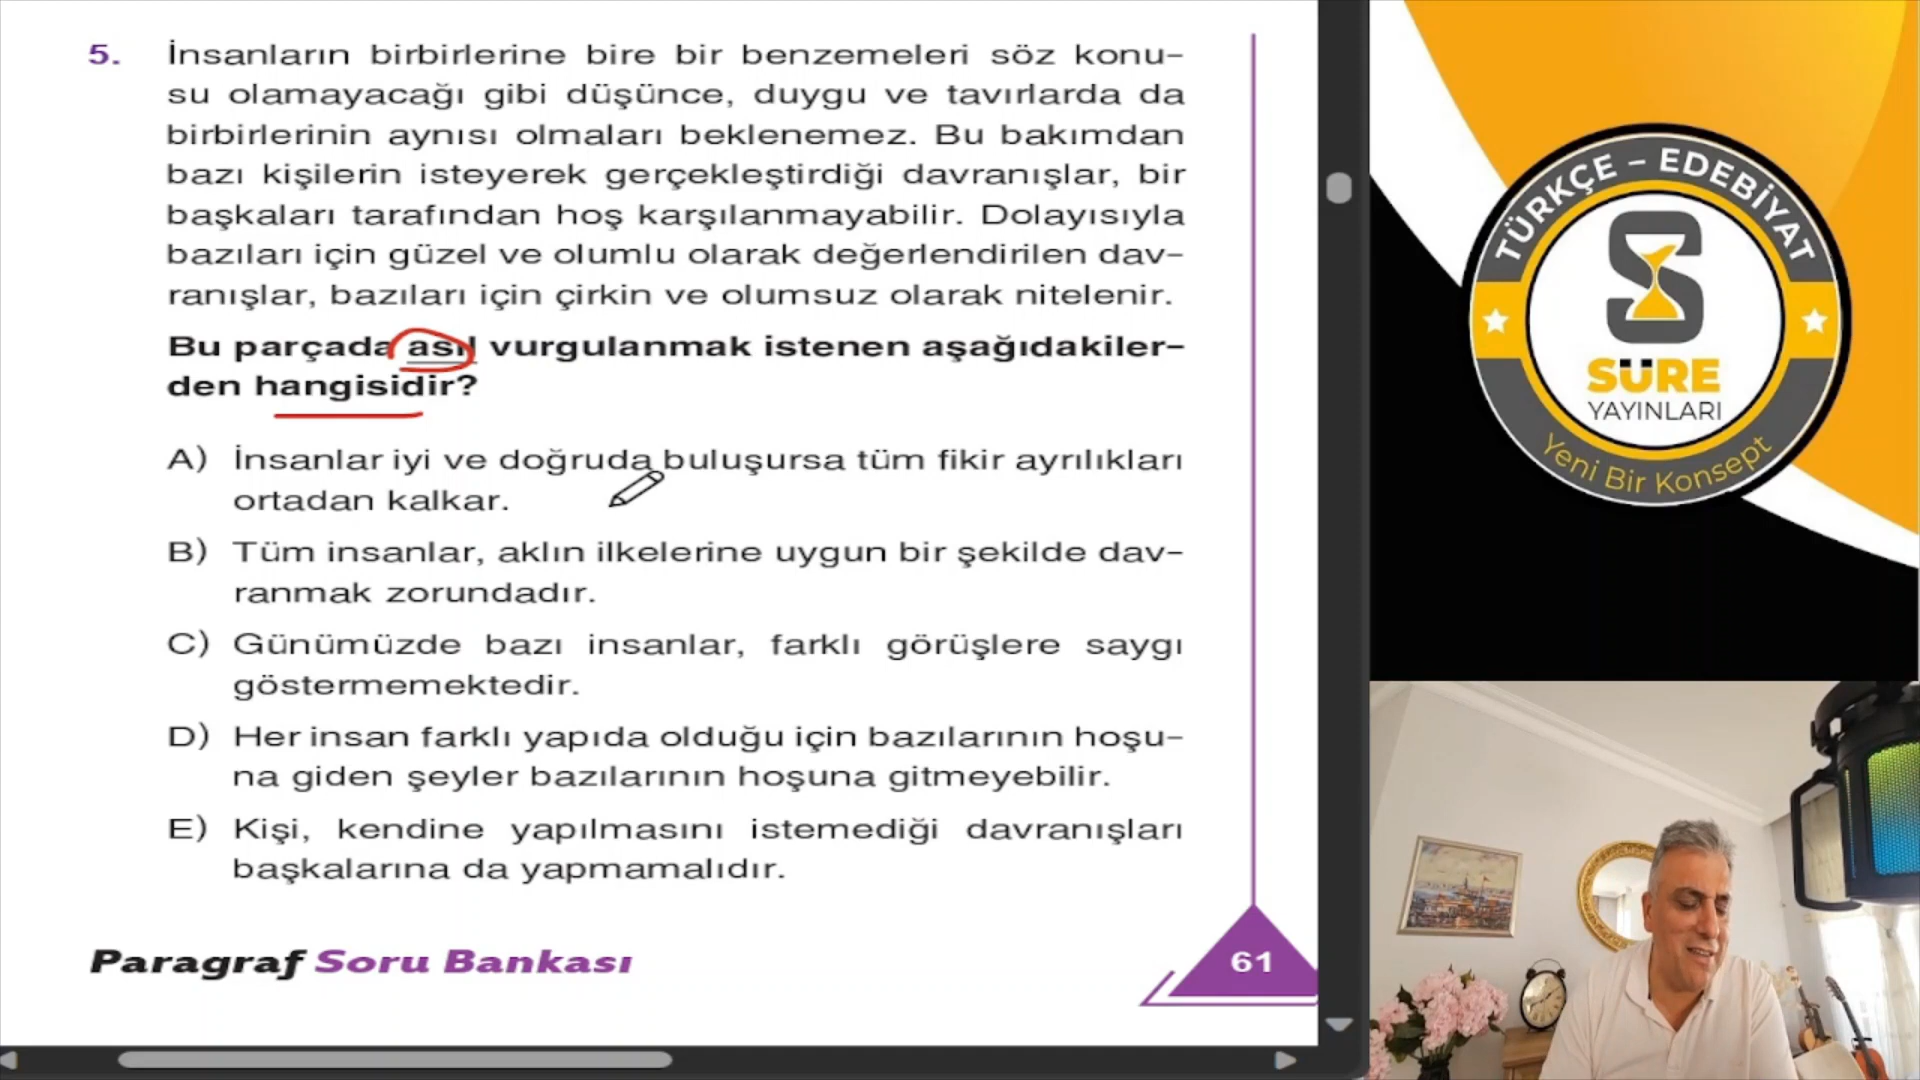 5. İnsanların birbirlerine bire bir benzemeleri söz konu-
su olamayacağı gibi düşünce, duygu ve tavırlarda da
birbirlerinin aynısı olmaları beklenemez. Bu bakımdan
bazı kişilerin isteyerek gerçekleştirdiği davranışlar, bir
başkaları tarafından hoş karşılanmayabilir. Dolayısıyla
bazıları için güzel ve olumlu olarak değerlendirilen dav-
ranışlar, bazıları için çirkin ve olumsuz olarak nitelenir.
Bu parçada asıl vurgulanmak istenen aşağıdakiler-
den hangisidir?
A) İnsanlar iyi ve doğruda buluşursa tüm fikir ayrılıkları
ortadan kalkar.
B) Tüm insanlar, aklın ilkelerine uygun bir şekilde dav-
ranmak zorundadır.
C) Günümüzde bazı insanlar, farklı görüşlere saygı
göstermemektedir.
D) Her insan farklı yapıda olduğu için bazılarının hoşu-
na giden şeyler bazılarının hoşuna gitmeyebilir.
E) Kişi, kendine yapılmasını istemediği davranışları
başkalarına da yapmamalıdır.
Paragraf Soru Bankası
61
TÜRKÇE – EDEBİYAT
SÜRE
YAYINLARI
Yeni Bir Konsept